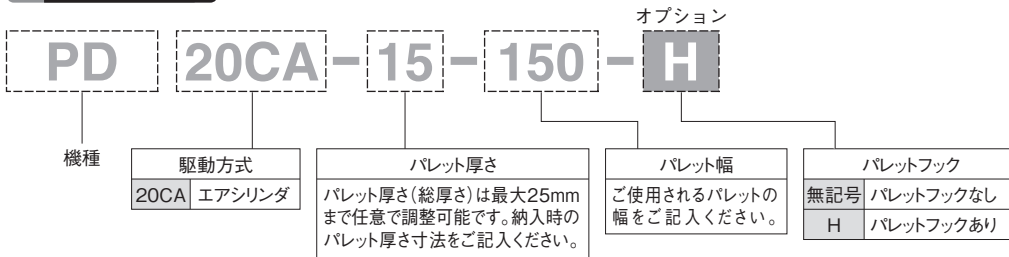 オプション
PD 20CA-15-150-H
機種
駆動方式
20CA エアシリンダ
パレット厚さ
パレット厚さ(総厚さ)は最大25mm
まで任意で調整可能です。納入時の
パレット厚さ寸法をご記入ください。
パレット幅
ご使用されるパレットの
幅をご記入ください。
パレットフック
無記号 パレットフックなし
H パレットフックあり